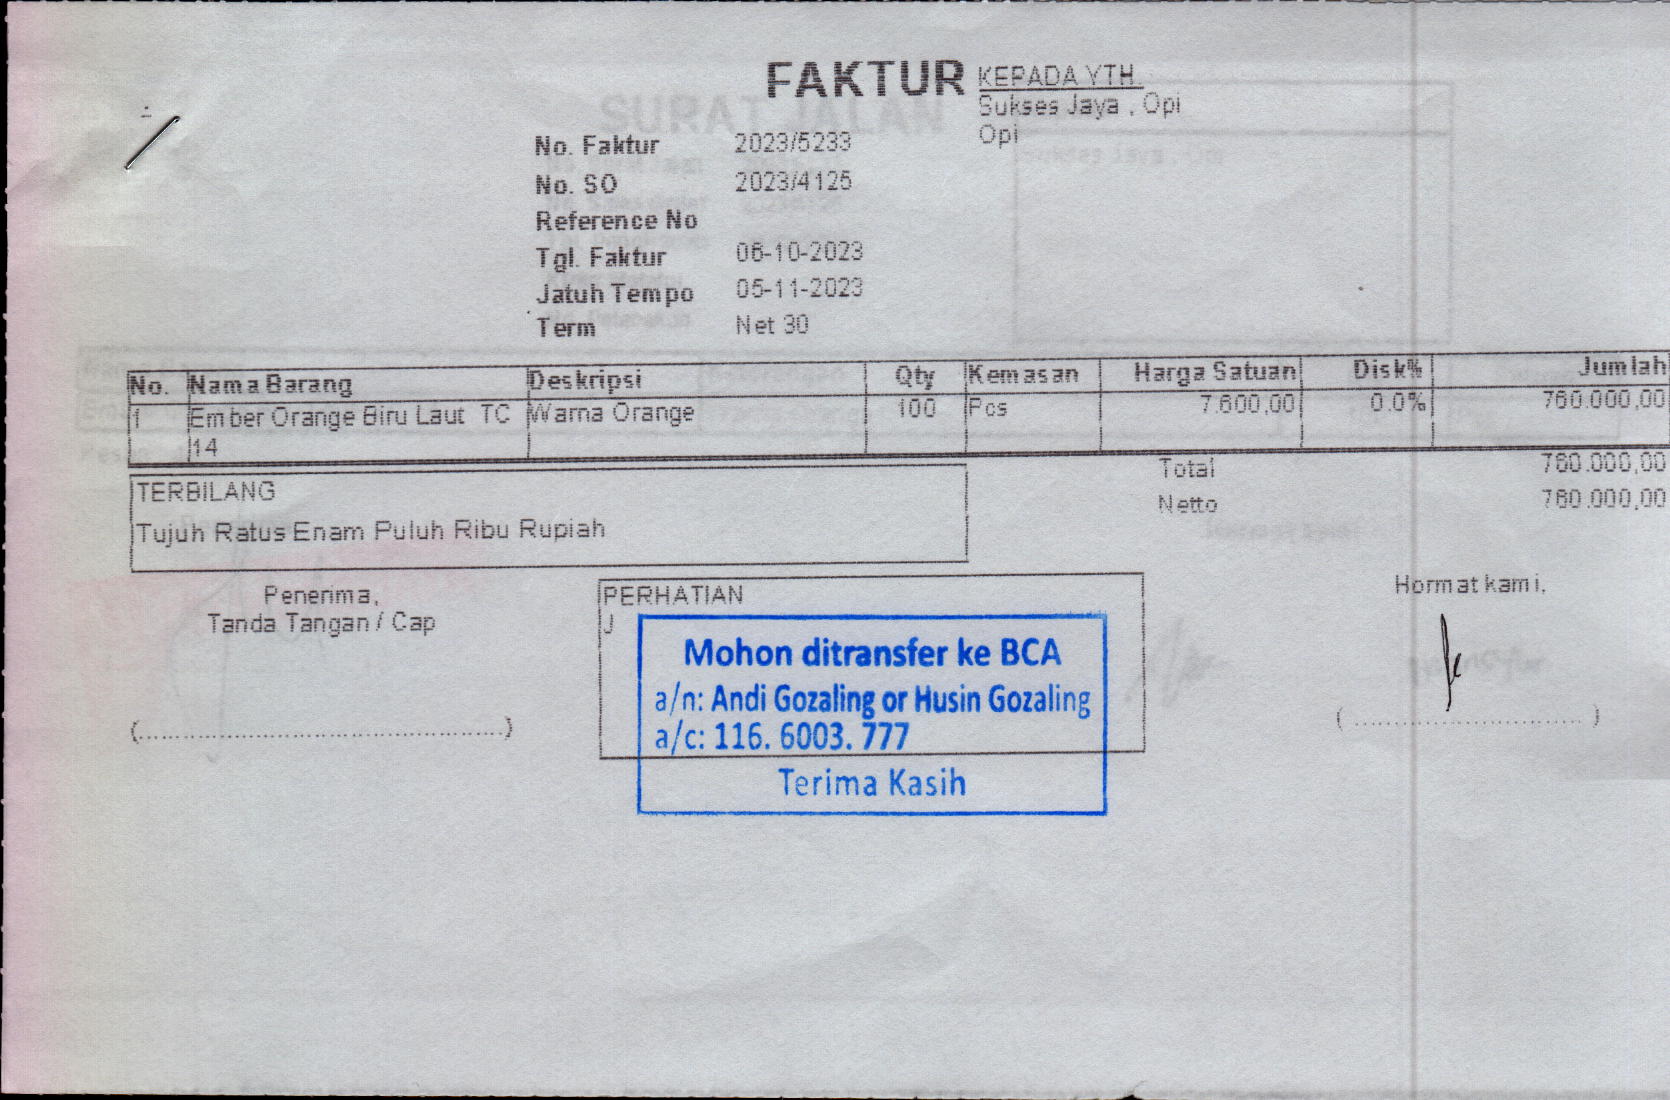 FAKTUR
KEPADA YTH.
Sukses Jaya , Opi
Opi
No. Faktur 2023/5233
No. SO 2023/4125
Reference No
Tgl. Faktur 06-10-2023
Jatuh Tempo 05-11-2023
Term Net 30
No. Nama Barang Deskripsi Qty Kemasan Harga Satuan Disk% Jumlah
1 Ember Orange Biru Laut TC Warna Orange 100 Pcs 7.600,00 0.0% 760.000,00
14
Total 760.000,00
Netto 760.000,00
TERBILANG
Tujuh Ratus Enam Puluh Ribu Rupiah
Penerima,
Tanda Tangan / Cap
(..................................................)
PERHATIAN
J
Mohon ditransfer ke BCA
a/n: Andi Gozaling or Husin Gozaling
a/c: 116. 6003. 777
Terima Kasih
Hormat kami,
( ................................ )
SURAT JALAN